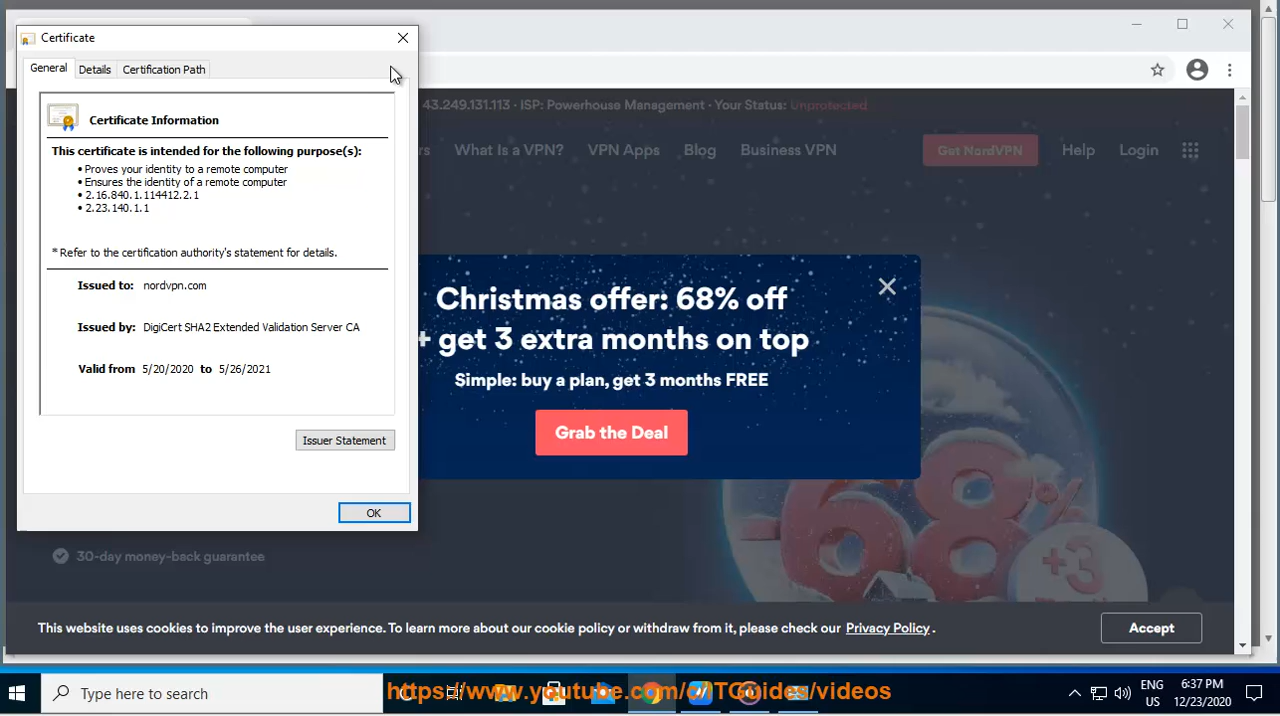 Certificate
General Details Certification Path
Certificate Information
This certificate is intended for the following purpose(s):
• Proves your identity to a remote computer
• Ensures the identity of a remote computer
• 2.16.840.1.114412.2.1
• 2.23.140.1.1
* Refer to the certification authority's statement for details.
Issued to: nordvpn.com
Issued by: DigiCert SHA2 Extended Validation Server CA
Valid from 5/20/2020 to 5/26/2021
Issuer Statement
OK
43.249.131.113 · ISP: Powerhouse Management · Your Status: Unprotected
What Is a VPN? VPN Apps Blog Business VPN Get NordVPN Help Login
Christmas offer: 68% off
+ get 3 extra months on top
Simple: buy a plan, get 3 months FREE
Grab the Deal
68%
+3
30-day money-back guarantee
This website uses cookies to improve the user experience. To learn more about our cookie policy or withdraw from it, please check our Privacy Policy .
Accept
Type here to search
https://www.youtube.com/c/ITGuides/videos
ENG
US
6:37 PM
12/23/2020